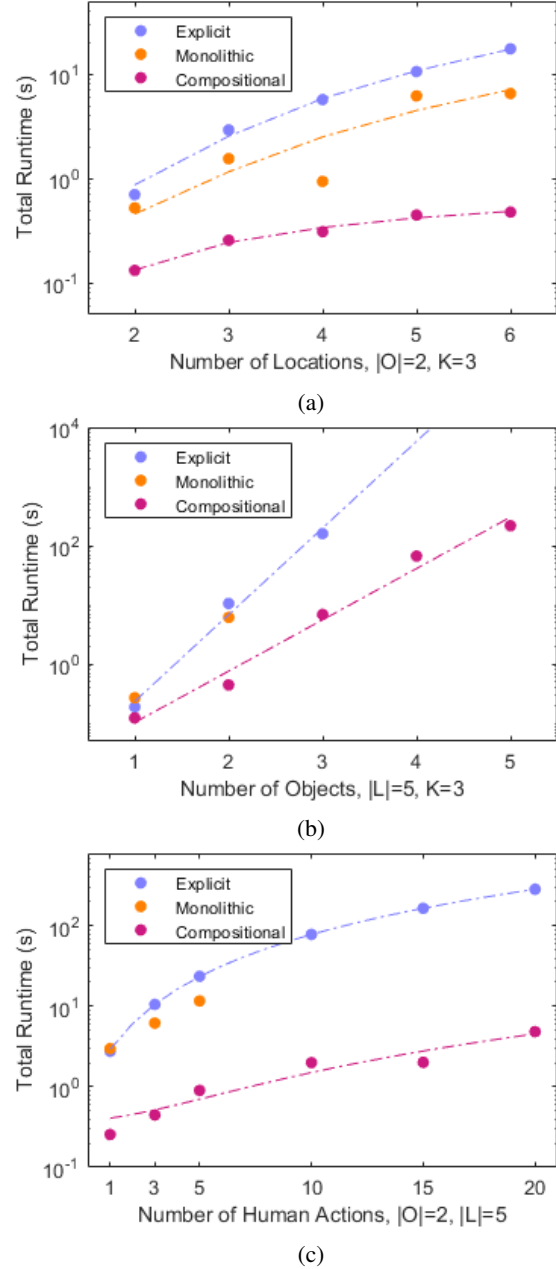 Total Runtime (s)
10^1
10^0
10^-1
Explicit
Monolithic
Compositional
2 3 4 5 6
Number of Locations, |O|=2, K=3
(a)
Total Runtime (s)
10^4
10^2
10^0
Explicit
Monolithic
Compositional
1 2 3 4 5
Number of Objects, |L|=5, K=3
(b)
Total Runtime (s)
10^2
10^1
10^0
10^-1
Explicit
Monolithic
Compositional
1 3 5 10 15 20
Number of Human Actions, |O|=2, |L|=5
(c)